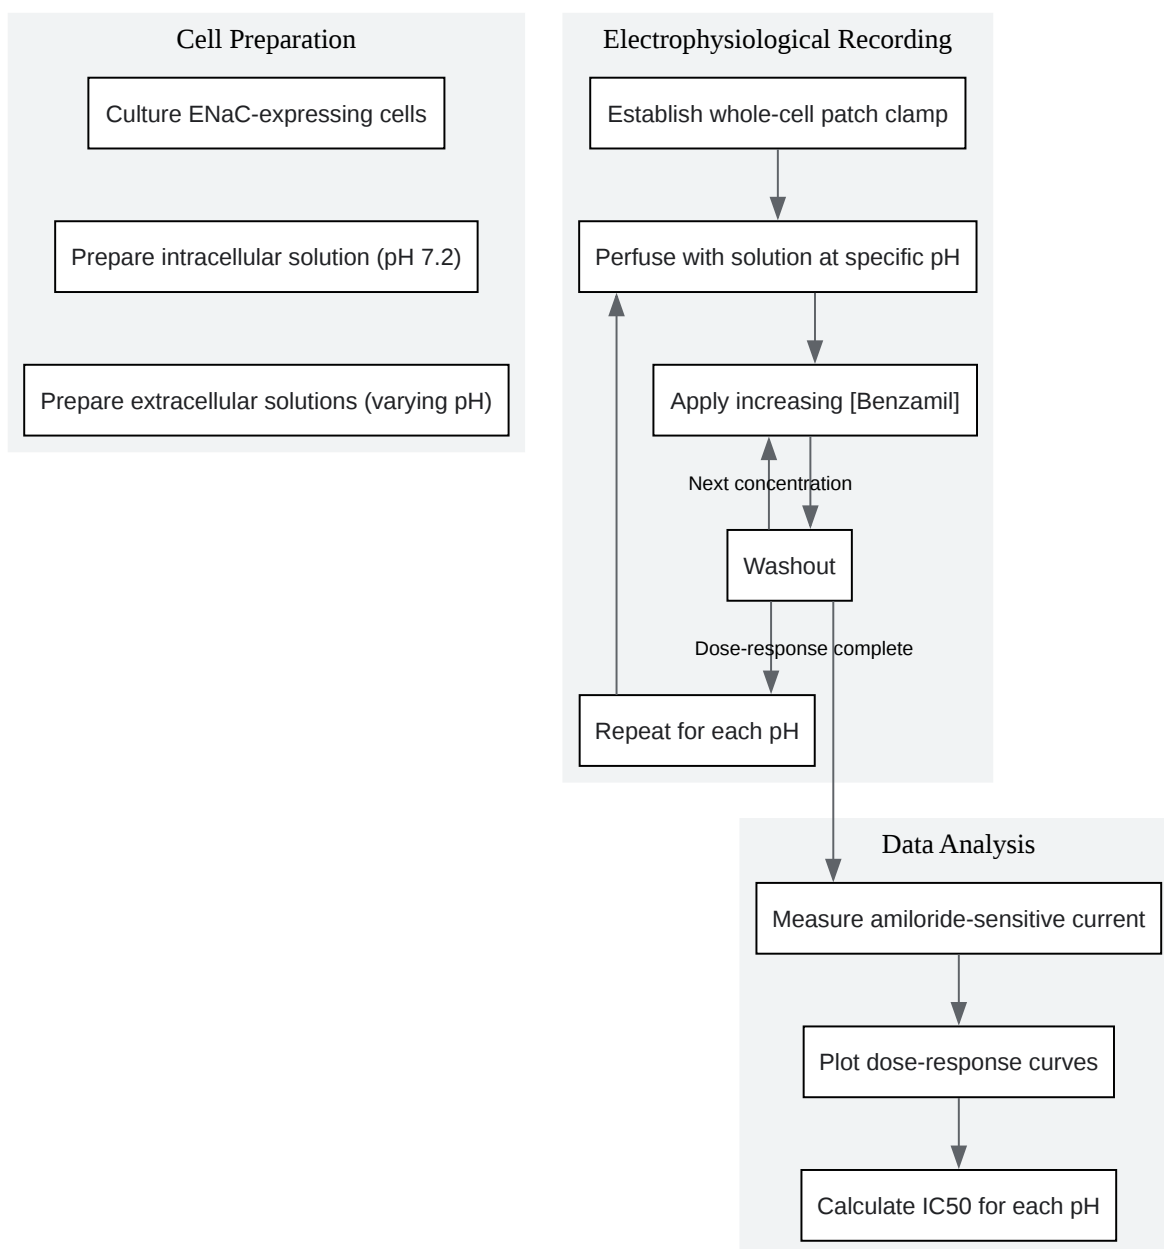 Cell Preparation
Culture ENaC-expressing cells
Prepare intracellular solution (pH 7.2)
Prepare extracellular solutions (varying pH)
Electrophysiological Recording
Establish whole-cell patch clamp
Perfuse with solution at specific pH
Apply increasing [Benzamil]
Next concentration
Washout
Dose-response complete
Repeat for each pH
Data Analysis
Measure amiloride-sensitive current
Plot dose-response curves
Calculate IC50 for each pH